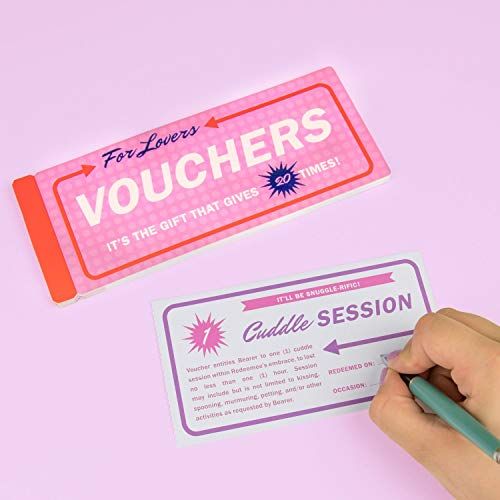 For Lovers
VOUCHERS
IT'S THE GIFT THAT GIVES 20 TIMES!
IT'LL BE SNUGGLE-RIFIC!
1
Cuddle SESSION
Voucher entities Bearer to one (1) cuddle
session within Redeemee's embrace, to last
no less than one (1) hour. Session
may include but is not limited to kissing,
spooning, murmuring, petting, and/or other
activities as requested by Bearer.
REDEEMED ON:
OCCASION: